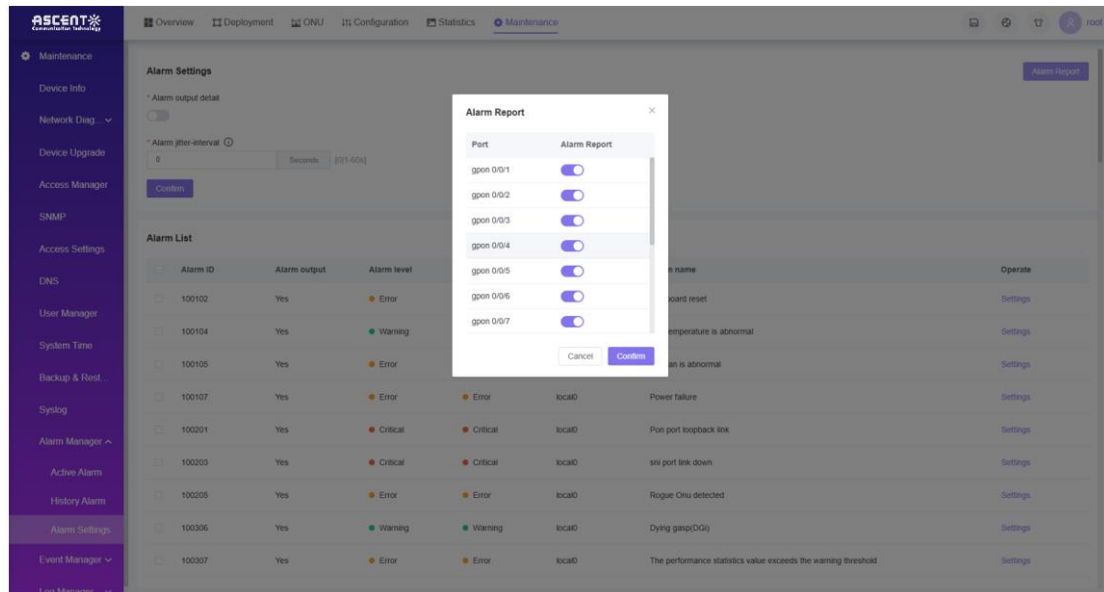 ASCENT
Communication Technology
Overview Deployment ONU Configuration Statistics Maintenance
root
Maintenance
Device Info
Network Diag...
Device Upgrade
Access Manager
SNMP
Access Settings
DNS
User Manager
System Time
Backup & Rest...
Syslog
Alarm Manager
Active Alarm
History Alarm
Alarm Settings
Event Manager
Log Manager
Alarm Settings
Alarm Report
* Alarm output detail
* Alarm jitter-interval
0 Seconds [0|1-60s]
Confirm
Alarm List
Alarm ID Alarm output Alarm level name Operate
100102 Yes Error board reset Settings
100104 Yes Warning temperature is abnormal Settings
100105 Yes Error an is abnormal Settings
100107 Yes Error Error local0 Power failure Settings
100201 Yes Critical Critical local0 Pon port loopback link Settings
100203 Yes Critical Critical local0 sni port link down Settings
100205 Yes Error Error local0 Rogue Onu detected Settings
100306 Yes Warning Warning local0 Dying gasp(DGi) Settings
100307 Yes Error Error local0 The performance statistics value exceeds the warning threshold Settings
Alarm Report
Port Alarm Report
gpon 0/0/1
gpon 0/0/2
gpon 0/0/3
gpon 0/0/4
gpon 0/0/5
gpon 0/0/6
gpon 0/0/7
Cancel Confirm